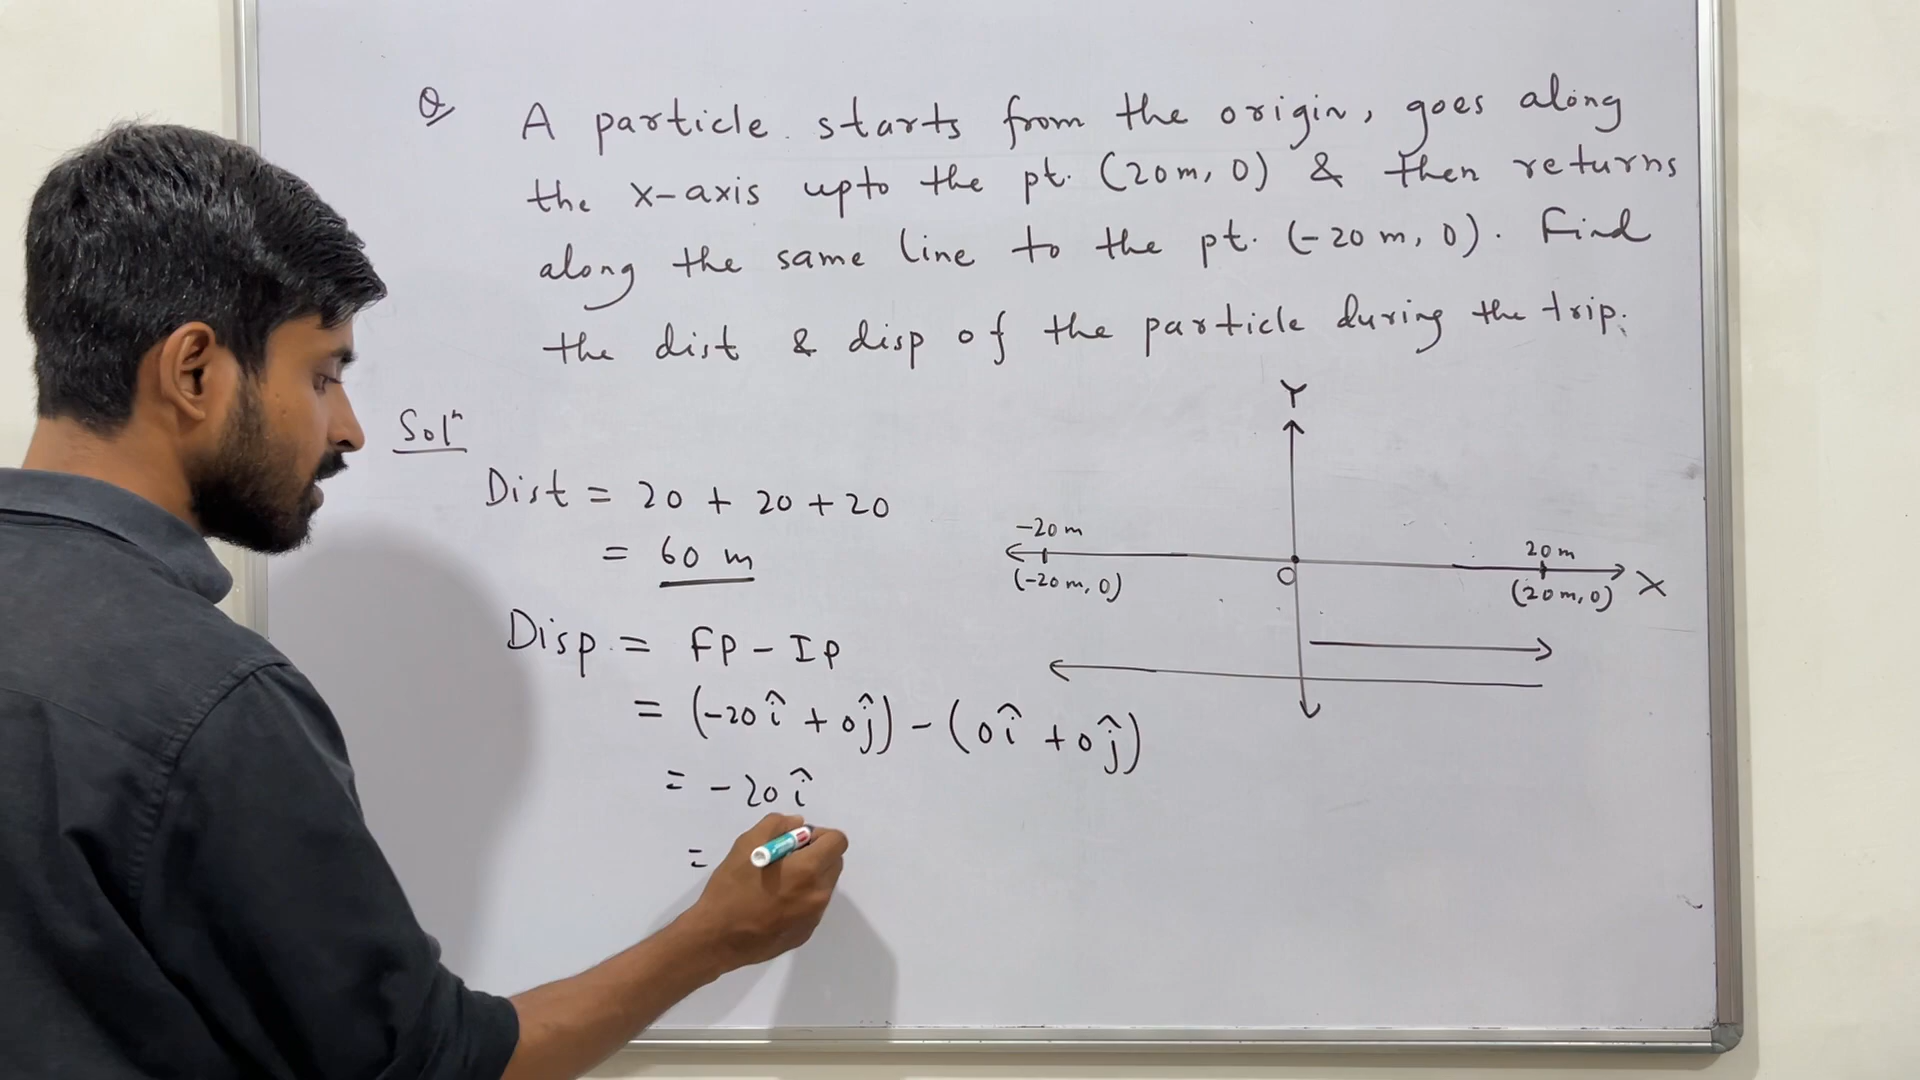 Q A particle starts from the origin, goes along
the x-axis upto the pt. (20m, 0) & then returns
along the same line to the pt. (-20 m, 0). Find
the dist & disp of the particle during the trip.
Solⁿ
Dist = 20 + 20 + 20
= 60 m
Disp. = FP - IP
= (-20î + 0ĵ) - (0î + 0ĵ)
= -20î
=
Y
-20 m
20 m
(-20 m, 0)
O
(20 m, 0)
X